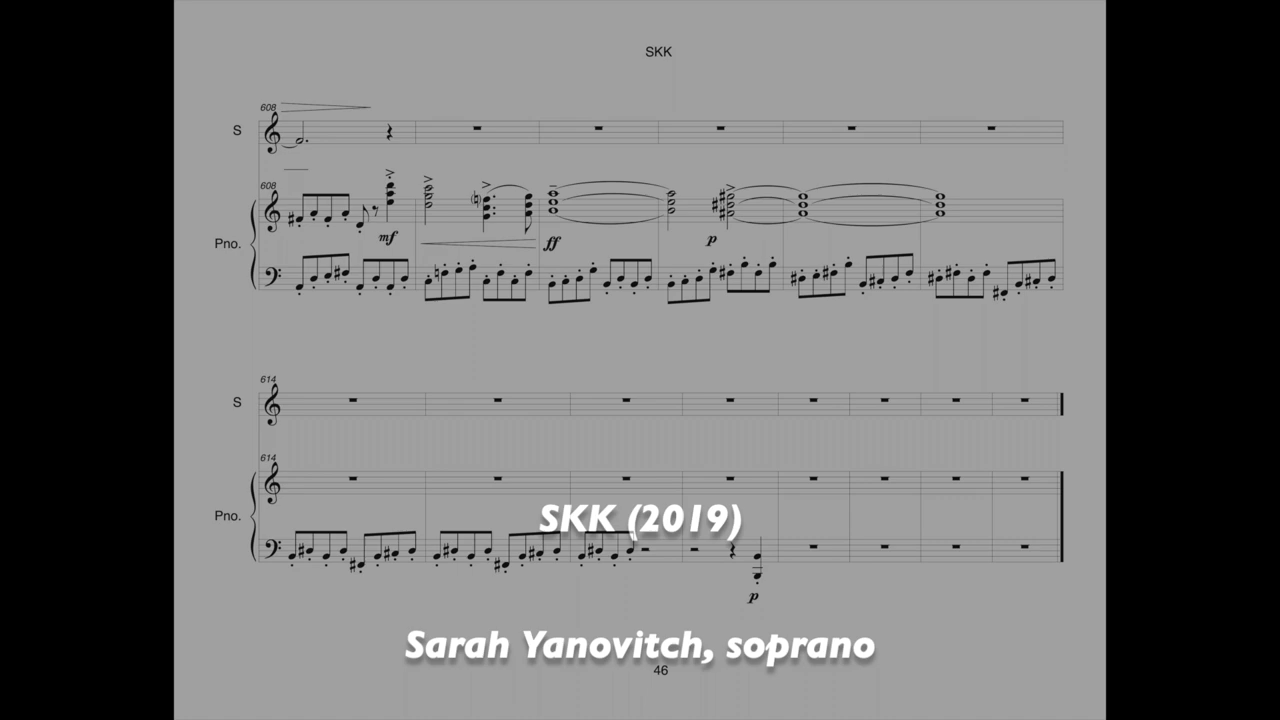 SKK
608
S
608
Pno.
mf
ff
p
614
S
614
Pno.
SKK (2019)
p
Sarah Yanovitch, soprano
46